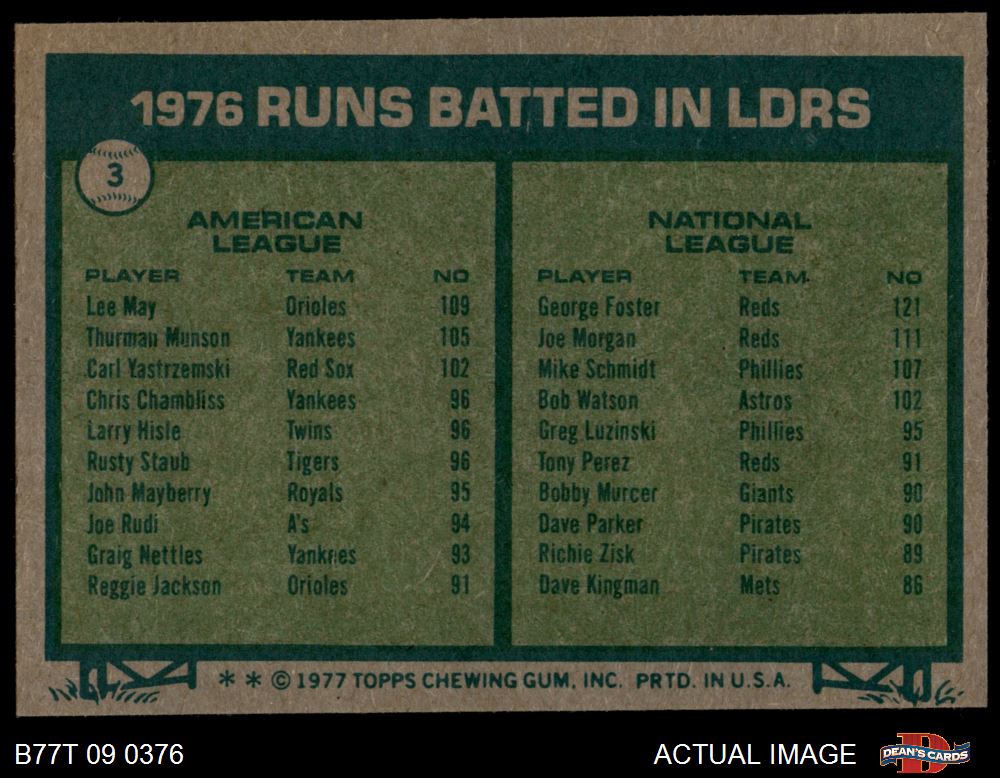 1976 RUNS BATTED IN LDRS
3
AMERICAN
LEAGUE
PLAYER TEAM NO
Lee May Orioles 109
Thurman Munson Yankees 105
Carl Yastrzemski Red Sox 102
Chris Chambliss Yankees 96
Larry Hisle Twins 96
Rusty Staub Tigers 96
John Mayberry Royals 95
Joe Rudi A's 94
Graig Nettles Yankees 93
Reggie Jackson Orioles 91
NATIONAL
LEAGUE
PLAYER TEAM NO
George Foster Reds 121
Joe Morgan Reds 111
Mike Schmidt Phillies 107
Bob Watson Astros 102
Greg Luzinski Phillies 95
Tony Perez Reds 91
Bobby Murcer Giants 90
Dave Parker Pirates 90
Richie Zisk Pirates 89
Dave Kingman Mets 86
* * © 1977 TOPPS CHEWING GUM, INC. PRTD. IN U.S.A.
B77T 09 0376
ACTUAL IMAGE
DEAN'S CARDS